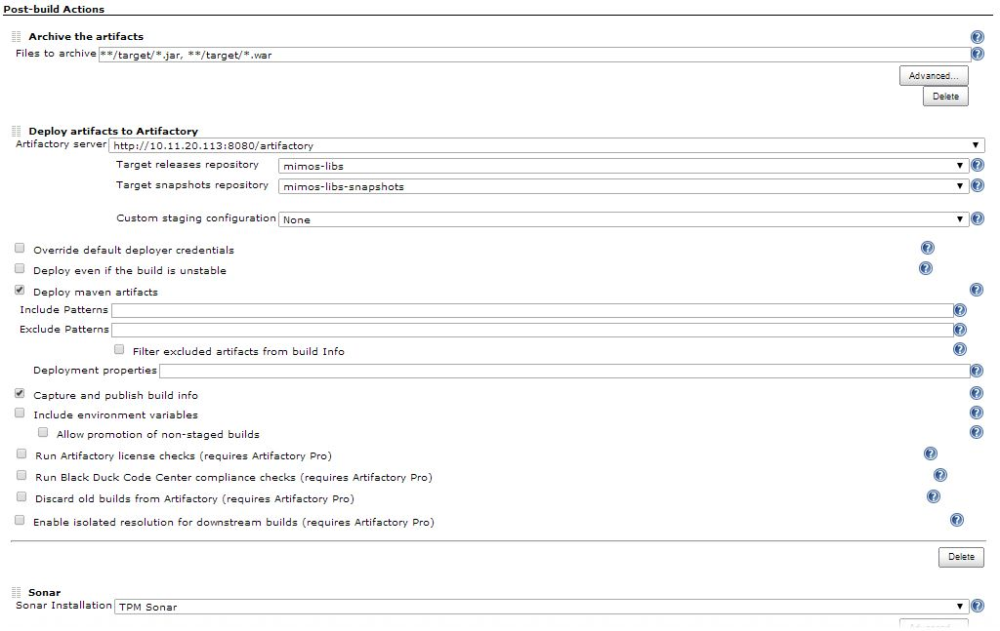 Post-build Actions
Archive the artifacts
Files to archive **/target/*.jar, **/target/*.war
Advanced...
Delete
Deploy artifacts to Artifactory
Artifactory server http://10.11.20.113:8080/artifactory
Target releases repository mimos-libs
Target snapshots repository mimos-libs-snapshots
Custom staging configuration None
Override default deployer credentials
Deploy even if the build is unstable
Deploy maven artifacts
Include Patterns
Exclude Patterns
Filter excluded artifacts from build Info
Deployment properties
Capture and publish build info
Include environment variables
Allow promotion of non-staged builds
Run Artifactory license checks (requires Artifactory Pro)
Run Black Duck Code Center compliance checks (requires Artifactory Pro)
Discard old builds from Artifactory (requires Artifactory Pro)
Enable isolated resolution for downstream builds (requires Artifactory Pro)
Delete
Sonar
Sonar Installation TPM Sonar